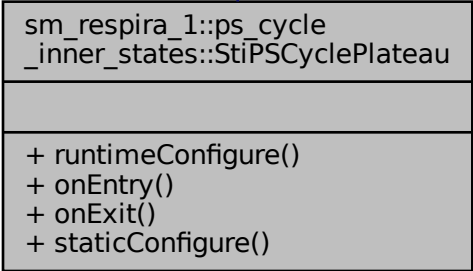 sm_respira_1::ps_cycle
_inner_states::StiPSCyclePlateau
+ runtimeConfigure()
+ onEntry()
+ onExit()
+ staticConfigure()